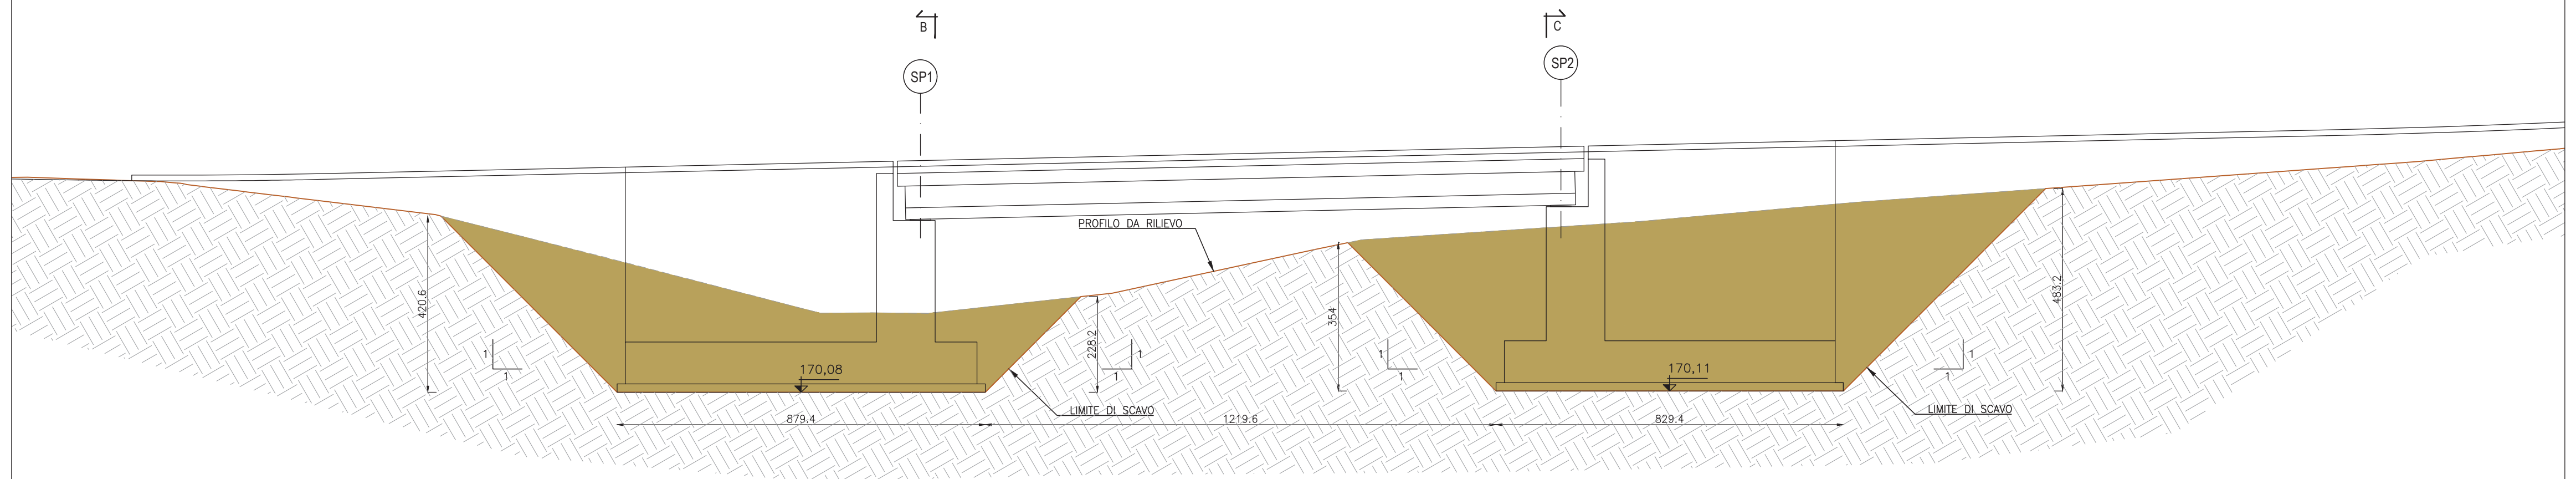 B
C
SP1
SP2
PROFILO DA RILIEVO
420.6
228.2
354
483.2
1
1
1
1
1
1
1
1
170,08
170,11
LIMITE DI SCAVO
LIMITE DI SCAVO
879.4
1219.6
829.4